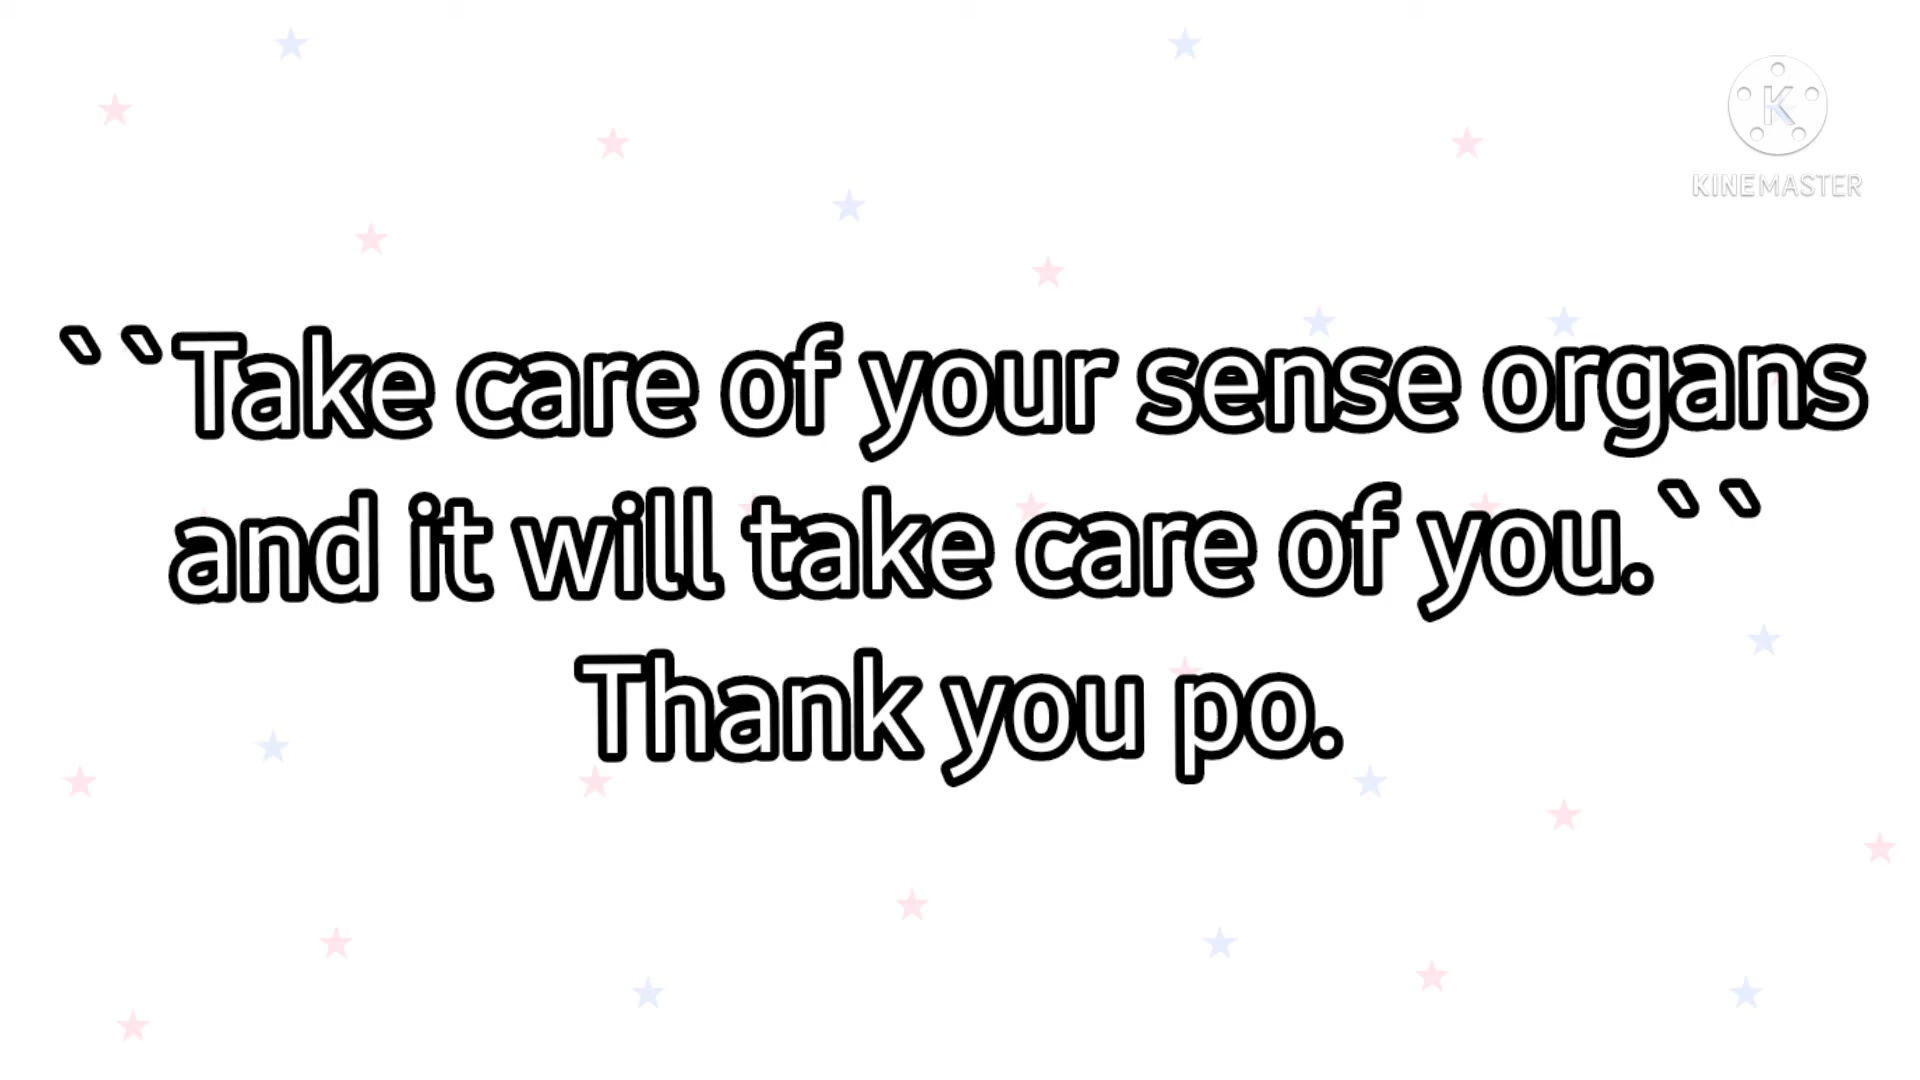 K
KINEMASTER
``Take care of your sense organs
and it will take care of you.``
Thank you po.